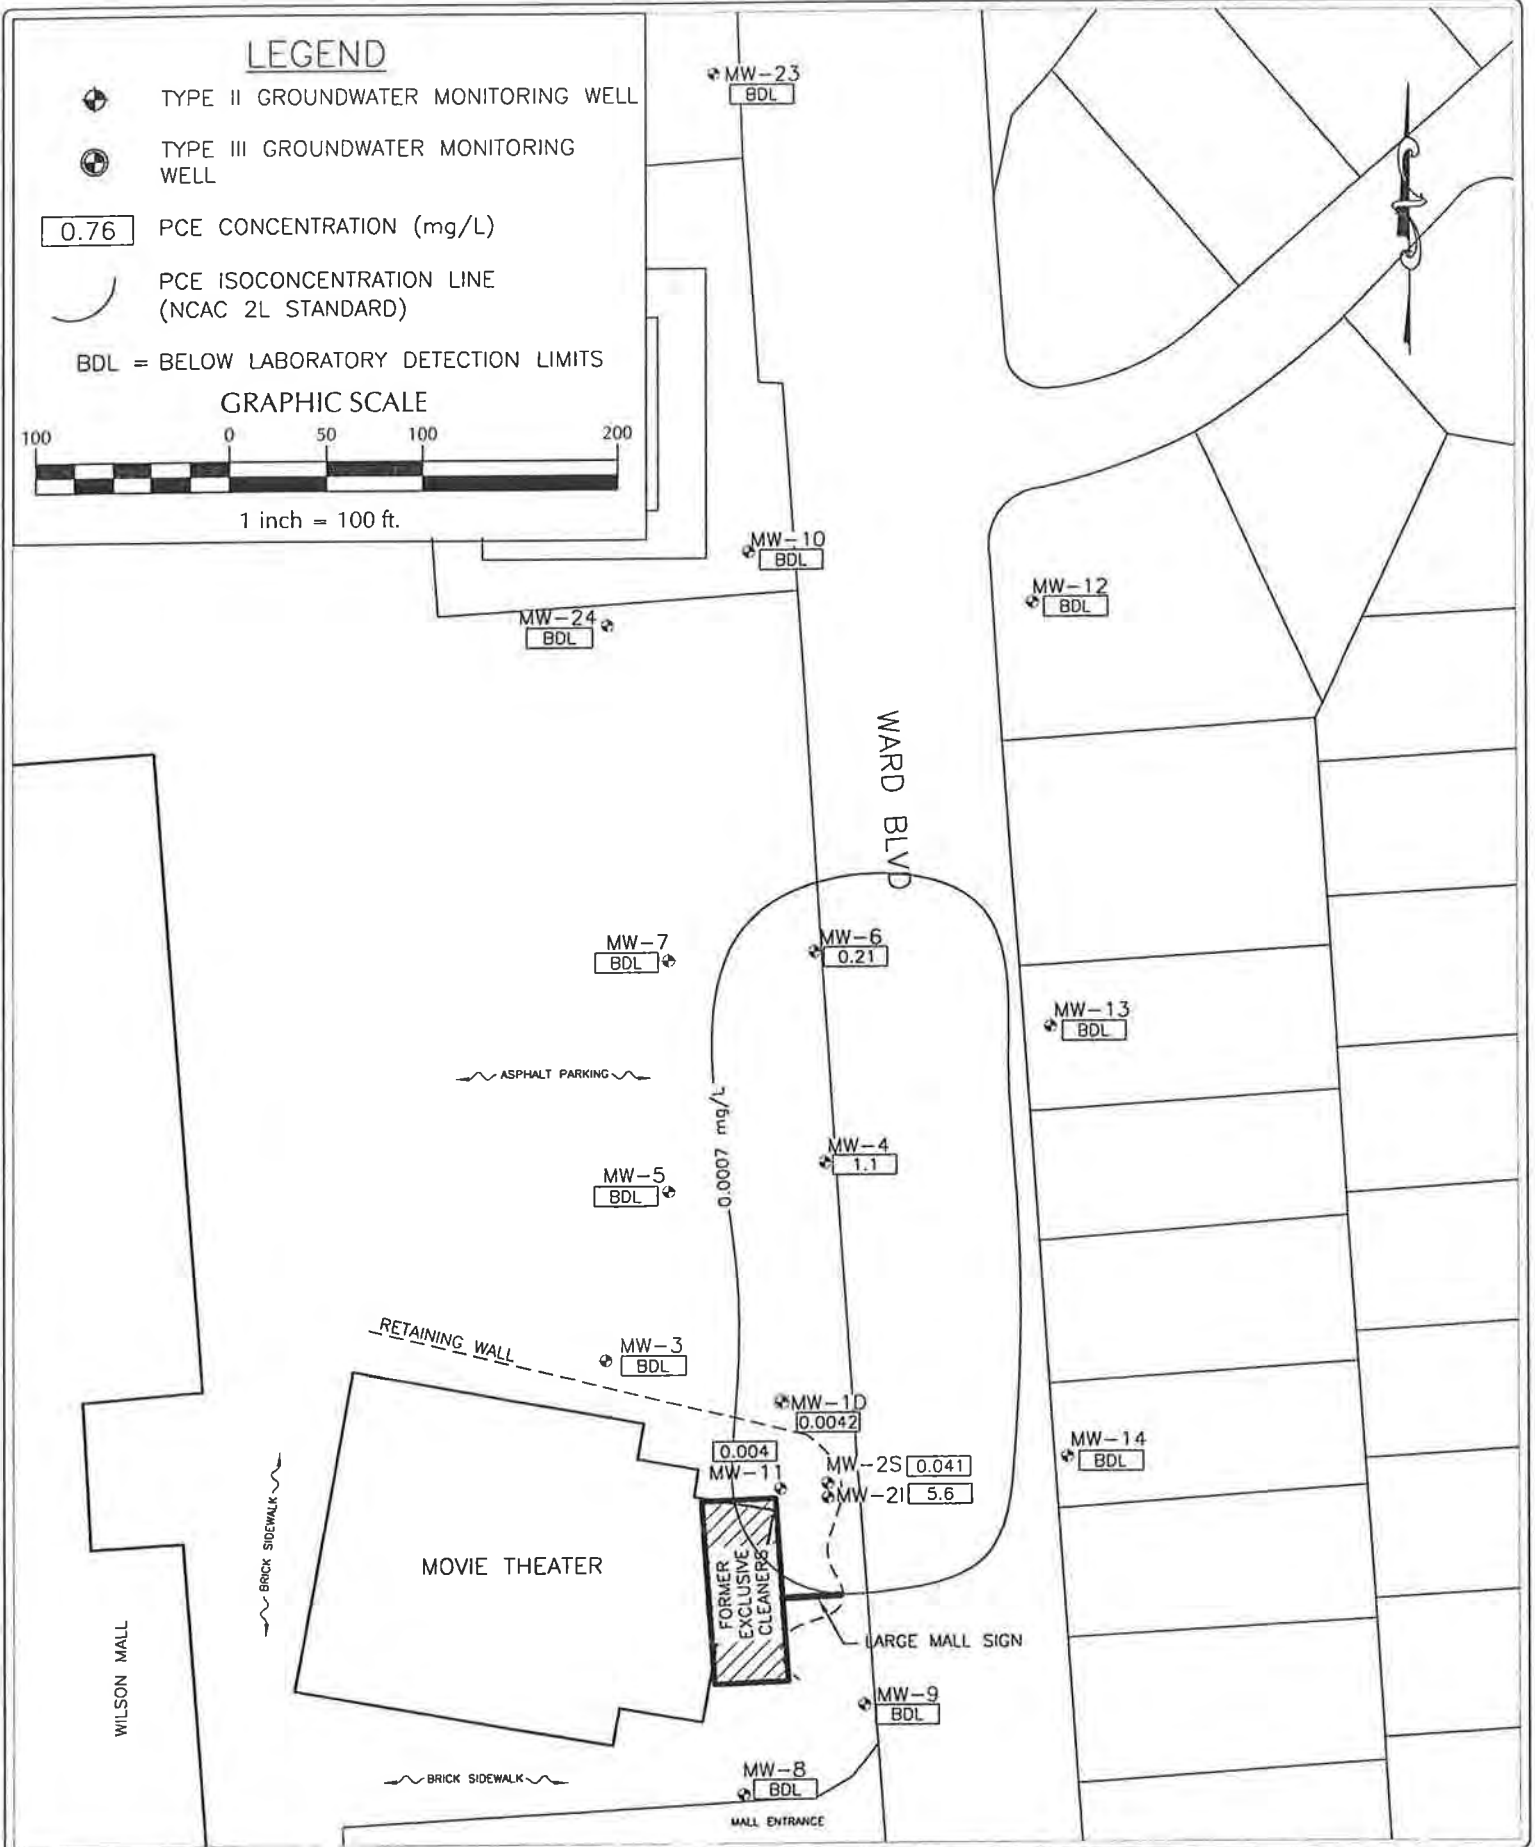 LEGEND
TYPE II GROUNDWATER MONITORING WELL
TYPE III GROUNDWATER MONITORING
WELL
0.76 PCE CONCENTRATION (mg/L)
PCE ISOCONCENTRATION LINE
(NCAC 2L STANDARD)
BDL = BELOW LABORATORY DETECTION LIMITS
GRAPHIC SCALE
100 0 50 100 200
1 inch = 100 ft.
MW-23
BDL
MW-10
BDL
MW-12
BDL
MW-24
BDL
WARD BLVD
MW-7
BDL
MW-6
0.21
MW-13
BDL
ASPHALT PARKING
0.0007 mg/L
MW-4
1.1
MW-5
BDL
RETAINING WALL
MW-3
BDL
MW-1D
0.0042
0.004
MW-11
MW-2S 0.041
MW-2I 5.6
MW-14
BDL
BRICK SIDEWALK
MOVIE THEATER
FORMER
EXCLUSIVE
CLEANERS
LARGE MALL SIGN
WILSON MALL
MW-9
BDL
BRICK SIDEWALK
MW-8
BDL
MALL ENTRANCE